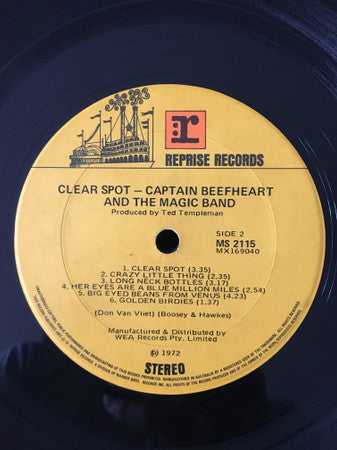 r:
REPRISE RECORDS
CLEAR SPOT – CAPTAIN BEEFHEART
AND THE MAGIC BAND
Produced by Ted Templeman
SIDE 2
MS 2115
MX169040
1. CLEAR SPOT (3.35)
2. CRAZY LITTLE THING (2.35)
3. LONG NECK BOTTLES (3.17)
4. HER EYES ARE A BLUE MILLION MILES (2.54)
5. BIG EYED BEANS FROM VENUS (4.23)
6. GOLDEN BIRDIES (1.37)
(Don Van Vliet) (Boosey & Hawkes)
Manufactured & Distributed by
WEA Records Pty. Limited
℗ 1972
STEREO